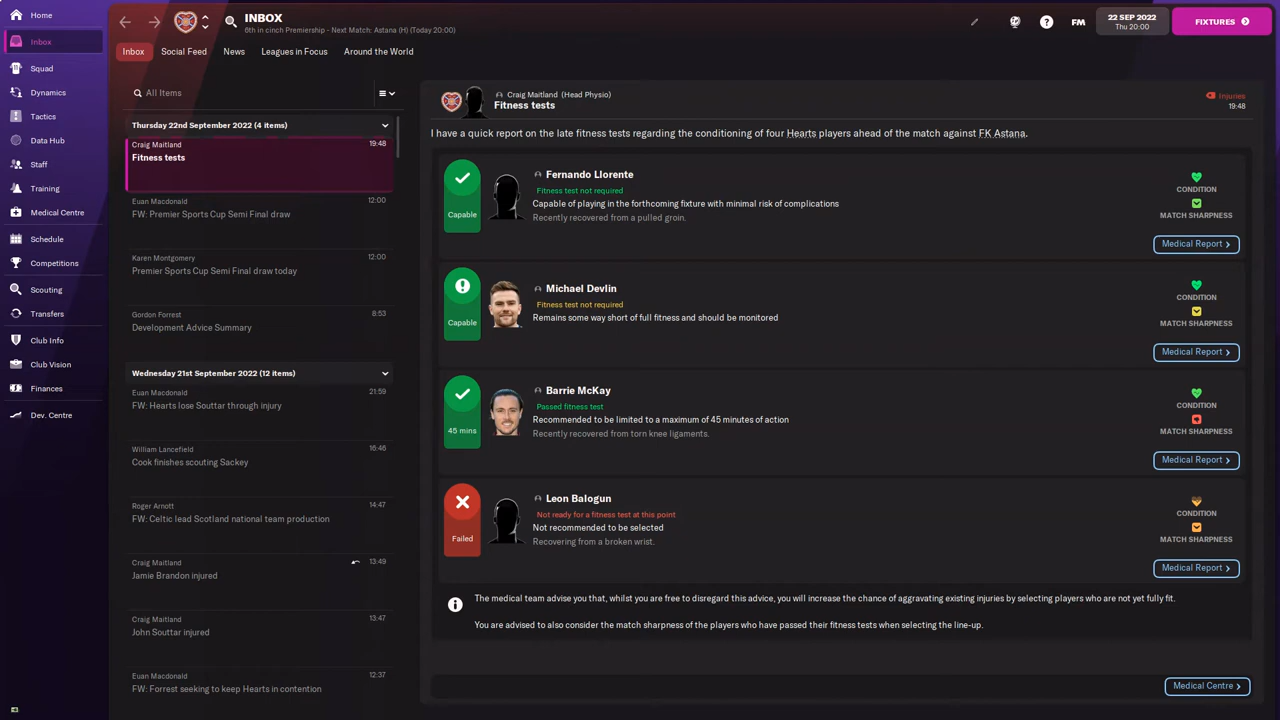 Home
Inbox
Squad
Dynamics
Tactics
Data Hub
Staff
Training
Medical Centre
Schedule
Competitions
Scouting
Transfers
Club Info
Club Vision
Finances
Dev. Centre
INBOX
6th in cinch Premiership - Next Match: Astana (H) (Today 20:00)
FM
22 SEP 2022
Thu 20:00
FIXTURES
Inbox Social Feed News Leagues in Focus Around the World
All Items
Thursday 22nd September 2022 (4 items)
Craig Maitland 19:48
Fitness tests
Euan Macdonald 12:00
FW: Premier Sports Cup Semi Final draw
Karen Montgomery 12:00
Premier Sports Cup Semi Final draw today
Gordon Forrest 8:53
Development Advice Summary
Wednesday 21st September 2022 (12 items)
Euan Macdonald 21:59
FW: Hearts lose Souttar through injury
William Lancefield 16:46
Cook finishes scouting Sackey
Roger Arnott 14:47
FW: Celtic lead Scotland national team production
Craig Maitland 13:49
Jamie Brandon injured
Craig Maitland 13:47
John Souttar injured
Euan Macdonald 12:37
FW: Forrest seeking to keep Hearts in contention
Craig Maitland (Head Physio)
Fitness tests
Injuries
19:48
I have a quick report on the late fitness tests regarding the conditioning of four Hearts players ahead of the match against FK Astana.
Capable
Fernando Llorente
Fitness test not required
Capable of playing in the forthcoming fixture with minimal risk of complications
Recently recovered from a pulled groin.
CONDITION
MATCH SHARPNESS
Medical Report
Capable
Michael Devlin
Fitness test not required
Remains some way short of full fitness and should be monitored
CONDITION
MATCH SHARPNESS
Medical Report
45 mins
Barrie McKay
Passed fitness test
Recommended to be limited to a maximum of 45 minutes of action
Recently recovered from torn knee ligaments.
CONDITION
MATCH SHARPNESS
Medical Report
Failed
Leon Balogun
Not ready for a fitness test at this point
Not recommended to be selected
Recovering from a broken wrist.
CONDITION
MATCH SHARPNESS
Medical Report
The medical team advise you that, whilst you are free to disregard this advice, you will increase the chance of aggravating existing injuries by selecting players who are not yet fully fit.
You are advised to also consider the match sharpness of the players who have passed their fitness tests when selecting the line-up.
Medical Centre